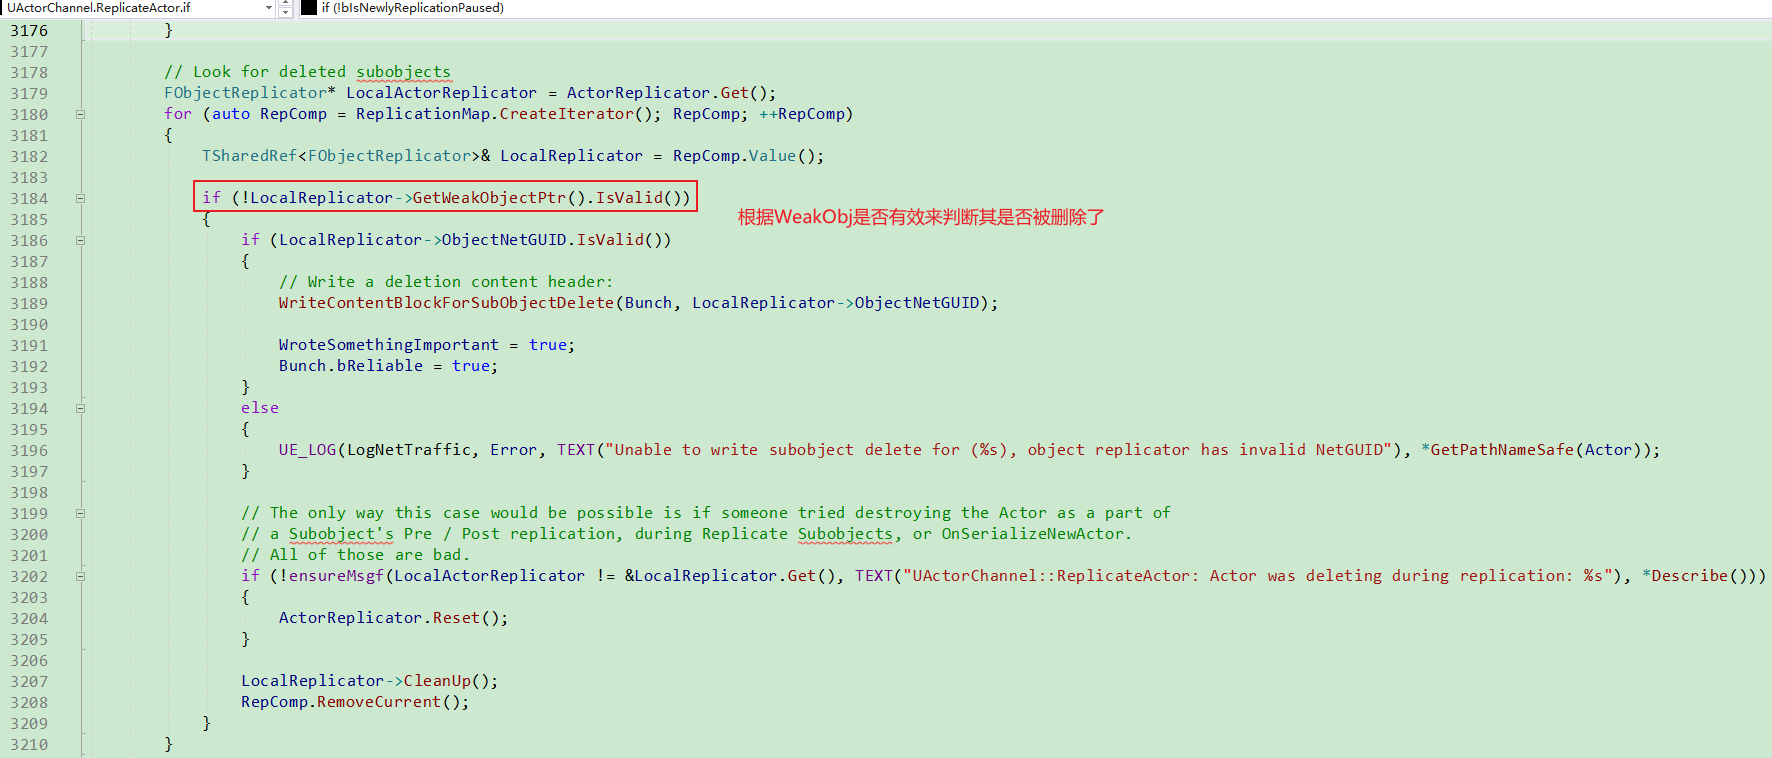 UActorChannel.ReplicateActor.if
if (!bIsNewlyReplicationPaused)
3176 }
3177
3178 // Look for deleted subobjects
3179 FObjectReplicator* LocalActorReplicator = ActorReplicator.Get();
3180 for (auto RepComp = ReplicationMap.CreateIterator(); RepComp; ++RepComp)
3181 {
3182 TSharedRef<FObjectReplicator>& LocalReplicator = RepComp.Value();
3183
3184 if (!LocalReplicator->GetWeakObjectPtr().IsValid())
3185 {
根据WeakObj是否有效来判断其是否被删除了
3186 if (LocalReplicator->ObjectNetGUID.IsValid())
3187 {
3188 // Write a deletion content header:
3189 WriteContentBlockForSubObjectDelete(Bunch, LocalReplicator->ObjectNetGUID);
3190
3191 WroteSomethingImportant = true;
3192 Bunch.bReliable = true;
3193 }
3194 else
3195 {
3196 UE_LOG(LogNetTraffic, Error, TEXT("Unable to write subobject delete for (%s), object replicator has invalid NetGUID"), *GetPathNameSafe(Actor));
3197 }
3198
3199 // The only way this case would be possible is if someone tried destroying the Actor as a part of
3200 // a Subobject's Pre / Post replication, during Replicate Subobjects, or OnSerializeNewActor.
3201 // All of those are bad.
3202 if (!ensureMsgf(LocalActorReplicator != &LocalReplicator.Get(), TEXT("UActorChannel::ReplicateActor: Actor was deleting during replication: %s"), *Describe()))
3203 {
3204 ActorReplicator.Reset();
3205 }
3206
3207 LocalReplicator->CleanUp();
3208 RepComp.RemoveCurrent();
3209 }
3210 }